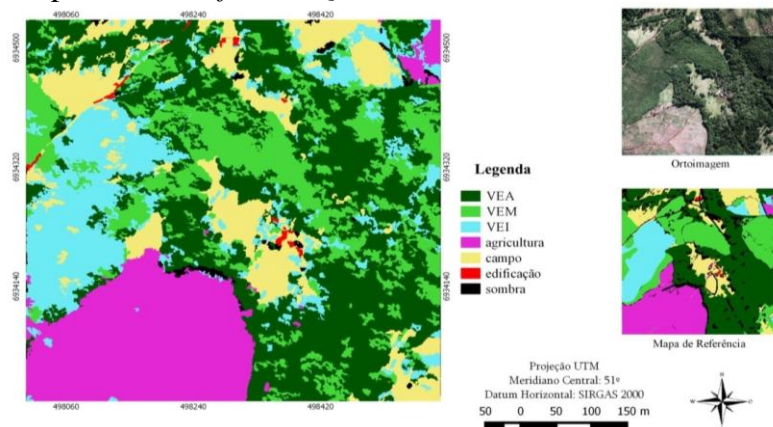 498060 498240 498420
6934500
6934320
6934140
6934500
6934320
6934140
498060 498240 498420
Legenda
VEA
VEM
VEI
agricultura
campo
edificação
sombra
Ortoimagem
Mapa de Referência
Projeção UTM
Meridiano Central: 51º
Datum Horizontal: SIRGAS 2000
50 0 50 100 150 m
N
W E
S